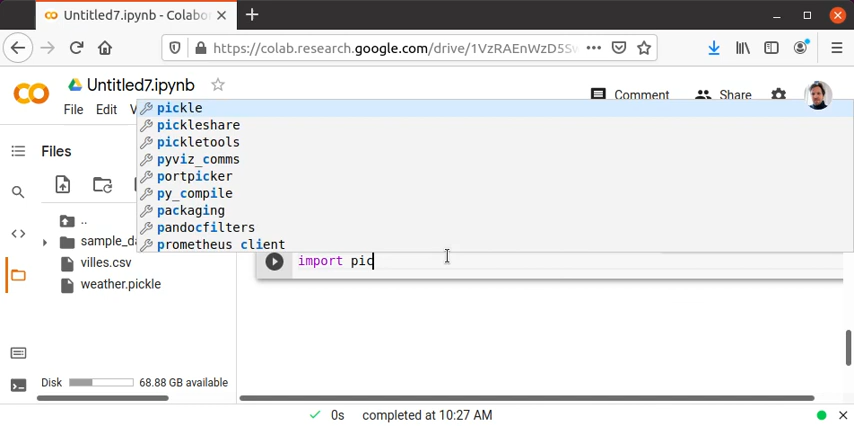 Untitled7.ipynb - Colabo
https://colab.research.google.com/drive/1VzRAEnWzD5Sw
Untitled7.ipynb
Comment Share
File Edit V
pickle
pickleshare
pickletools
pyviz_comms
portpicker
py_compile
packaging
pandocfilters
prometheus_client
Files
..
sample_da
villes.csv
weather.pickle
import pic
Disk 68.88 GB available
0s completed at 10:27 AM